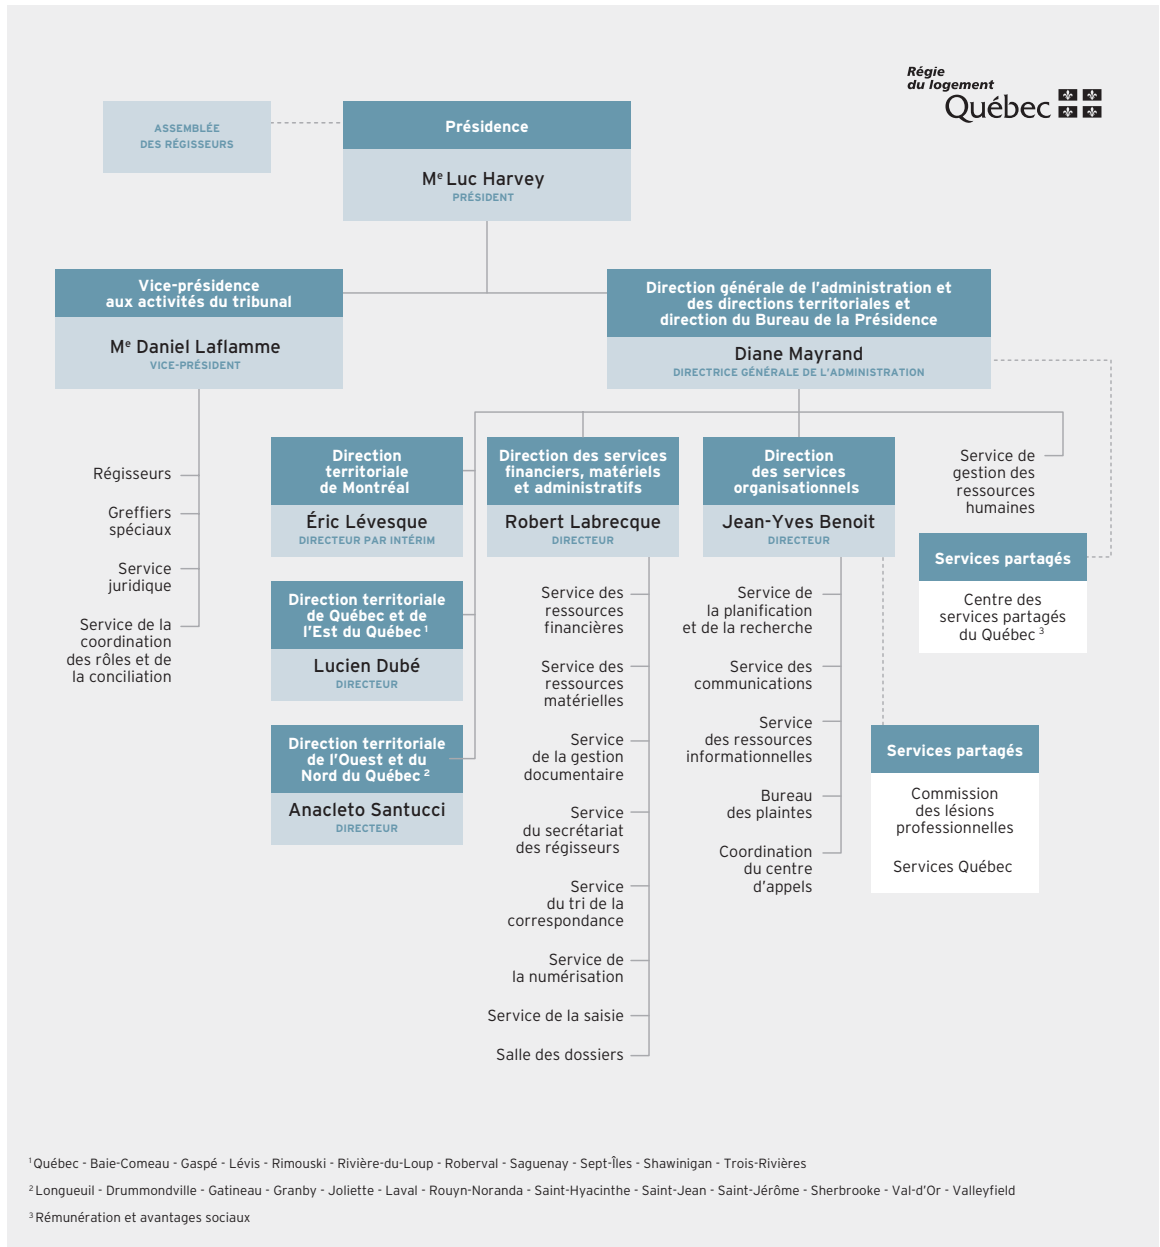 Régie
du logement
Québec
ASSEMBLÉE
DES RÉGISSEURS
Présidence
Me Luc Harvey
PRÉSIDENT
Vice-présidence
aux activités du tribunal
Me Daniel Laflamme
VICE-PRÉSIDENT
Direction générale de l'administration et
des directions territoriales et
direction du Bureau de la Présidence
Diane Mayrand
DIRECTRICE GÉNÉRALE DE L'ADMINISTRATION
Régisseurs
Greffiers
spéciaux
Service
juridique
Service de la
coordination
des rôles et de
la conciliation
Direction
territoriale
de Montréal
Éric Lévesque
DIRECTEUR PAR INTÉRIM
Direction territoriale
de Québec et de
l'Est du Québec 1
Lucien Dubé
DIRECTEUR
Direction territoriale
de l'Ouest et du
Nord du Québec 2
Anacleto Santucci
DIRECTEUR
Direction des services
financiers, matériels
et administratifs
Robert Labrecque
DIRECTEUR
Service des
ressources
financières
Service des
ressources
matérielles
Service
de la gestion
documentaire
Service
du secrétariat
des régisseurs
Service
du tri de la
correspondance
Service de
la numérisation
Service de la saisie
Salle des dossiers
Direction
des services
organisationnels
Jean-Yves Benoit
DIRECTEUR
Service de
la planification
et de la recherche
Service des
communications
Service
des ressources
informationnelles
Bureau
des plaintes
Coordination
du centre
d'appels
Service de
gestion des
ressources
humaines
Services partagés
Centre des
services partagés
du Québec 3
Services partagés
Commission
des lésions
professionnelles
Services Québec
1 Québec - Baie-Comeau - Gaspé - Lévis - Rimouski - Rivière-du-Loup - Roberval - Saguenay - Sept-Îles - Shawinigan - Trois-Rivières
2 Longueuil - Drummondville - Gatineau - Granby - Joliette - Laval - Rouyn-Noranda - Saint-Hyacinthe - Saint-Jean - Saint-Jérôme - Sherbrooke - Val-d'Or - Valleyfield
3 Rémunération et avantages sociaux